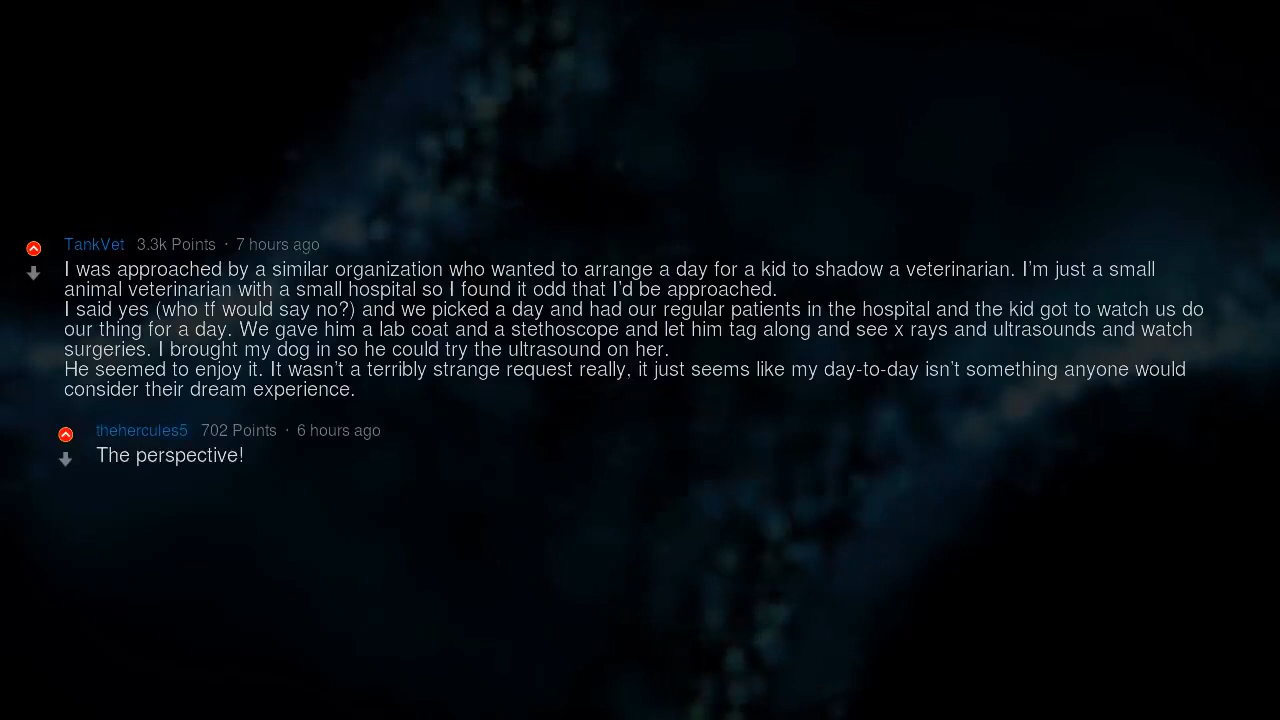 TankVet 3.3k Points · 7 hours ago
I was approached by a similar organization who wanted to arrange a day for a kid to shadow a veterinarian. I'm just a small
animal veterinarian with a small hospital so I found it odd that I'd be approached.
I said yes (who tf would say no?) and we picked a day and had our regular patients in the hospital and the kid got to watch us do
our thing for a day. We gave him a lab coat and a stethoscope and let him tag along and see x rays and ultrasounds and watch
surgeries. I brought my dog in so he could try the ultrasound on her.
He seemed to enjoy it. It wasn't a terribly strange request really, it just seems like my day-to-day isn't something anyone would
consider their dream experience.
thehercules5 702 Points · 6 hours ago
The perspective!